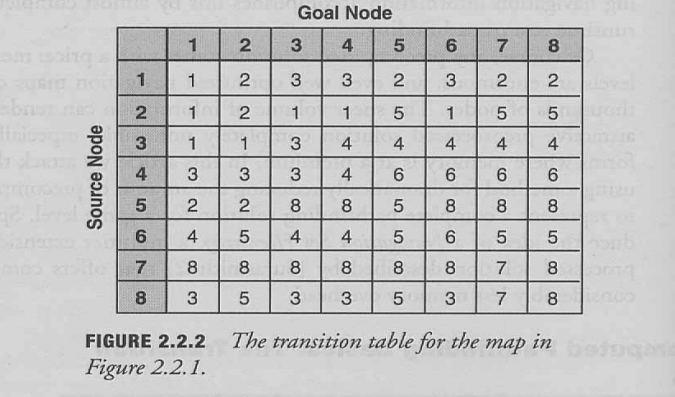 Goal Node
1 2 3 4 5 6 7 8
1 1 2 3 3 2 3 2 2
2 1 2 1 1 5 5 5 5
3 1 1 3 4 4 4 4 4
4 3 3 3 4 6 6 6 6
5 2 2 8 8 5 8 8 8
6 4 5 4 4 5 6 5 5
7 8 8 8 8 8 8 7 8
8 3 5 3 3 5 3 7 8
Source Node
FIGURE 2.2.2 The transition table for the map in
Figure 2.2.1.